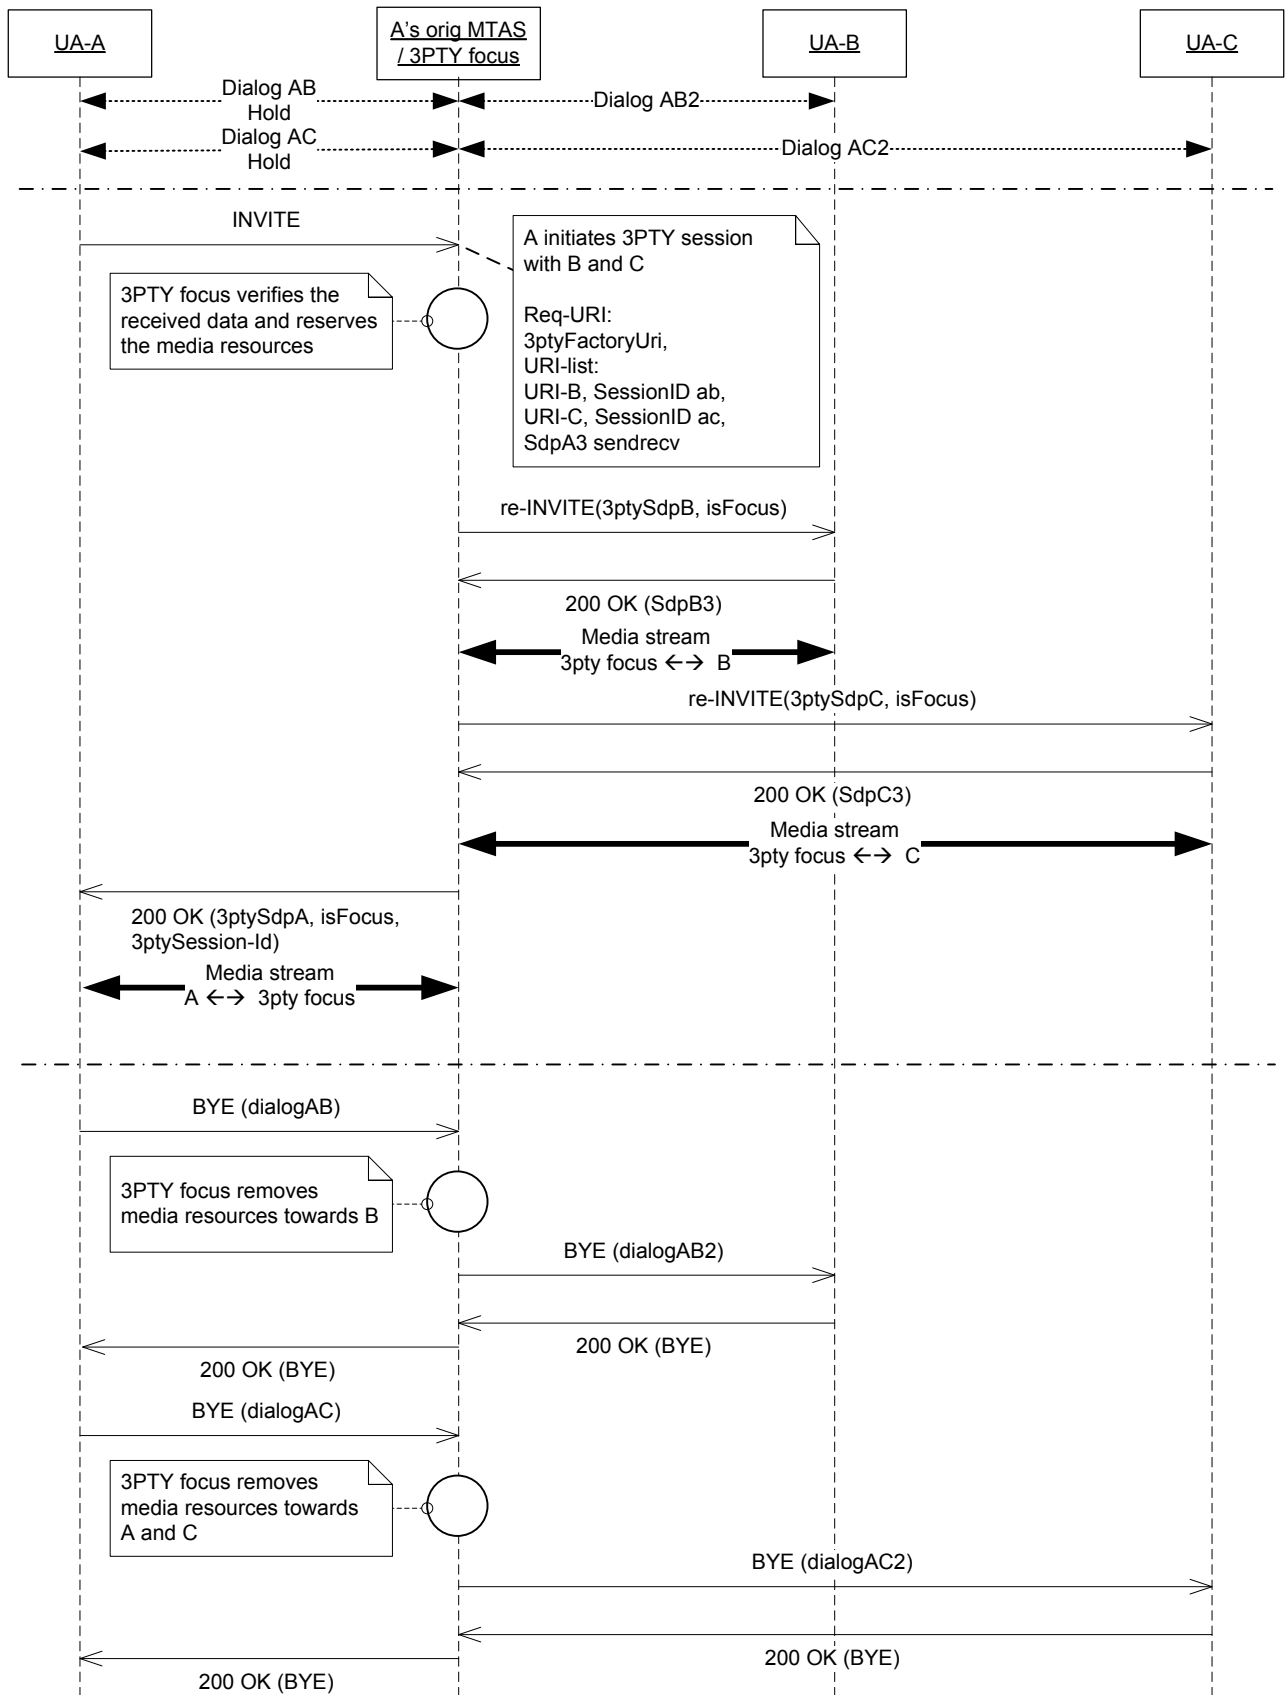 UA-A
A's orig MTAS
/ 3PTY focus
UA-B
UA-C
Dialog AB
Hold
Dialog AB2
Dialog AC
Hold
Dialog AC2
INVITE
A initiates 3PTY session
with B and C
Req-URI:
3ptyFactoryUri,
URI-list:
URI-B, SessionID ab,
URI-C, SessionID ac,
SdpA3 sendrecv
3PTY focus verifies the
received data and reserves
the media resources
re-INVITE(3ptySdpB, isFocus)
200 OK (SdpB3)
Media stream
3pty focus ←→ B
re-INVITE(3ptySdpC, isFocus)
200 OK (SdpC3)
Media stream
3pty focus ←→ C
200 OK (3ptySdpA, isFocus,
3ptySession-Id)
Media stream
A ←→ 3pty focus
BYE (dialogAB)
3PTY focus removes
media resources towards B
BYE (dialogAB2)
200 OK (BYE)
200 OK (BYE)
BYE (dialogAC)
3PTY focus removes
media resources towards
A and C
BYE (dialogAC2)
200 OK (BYE)
200 OK (BYE)